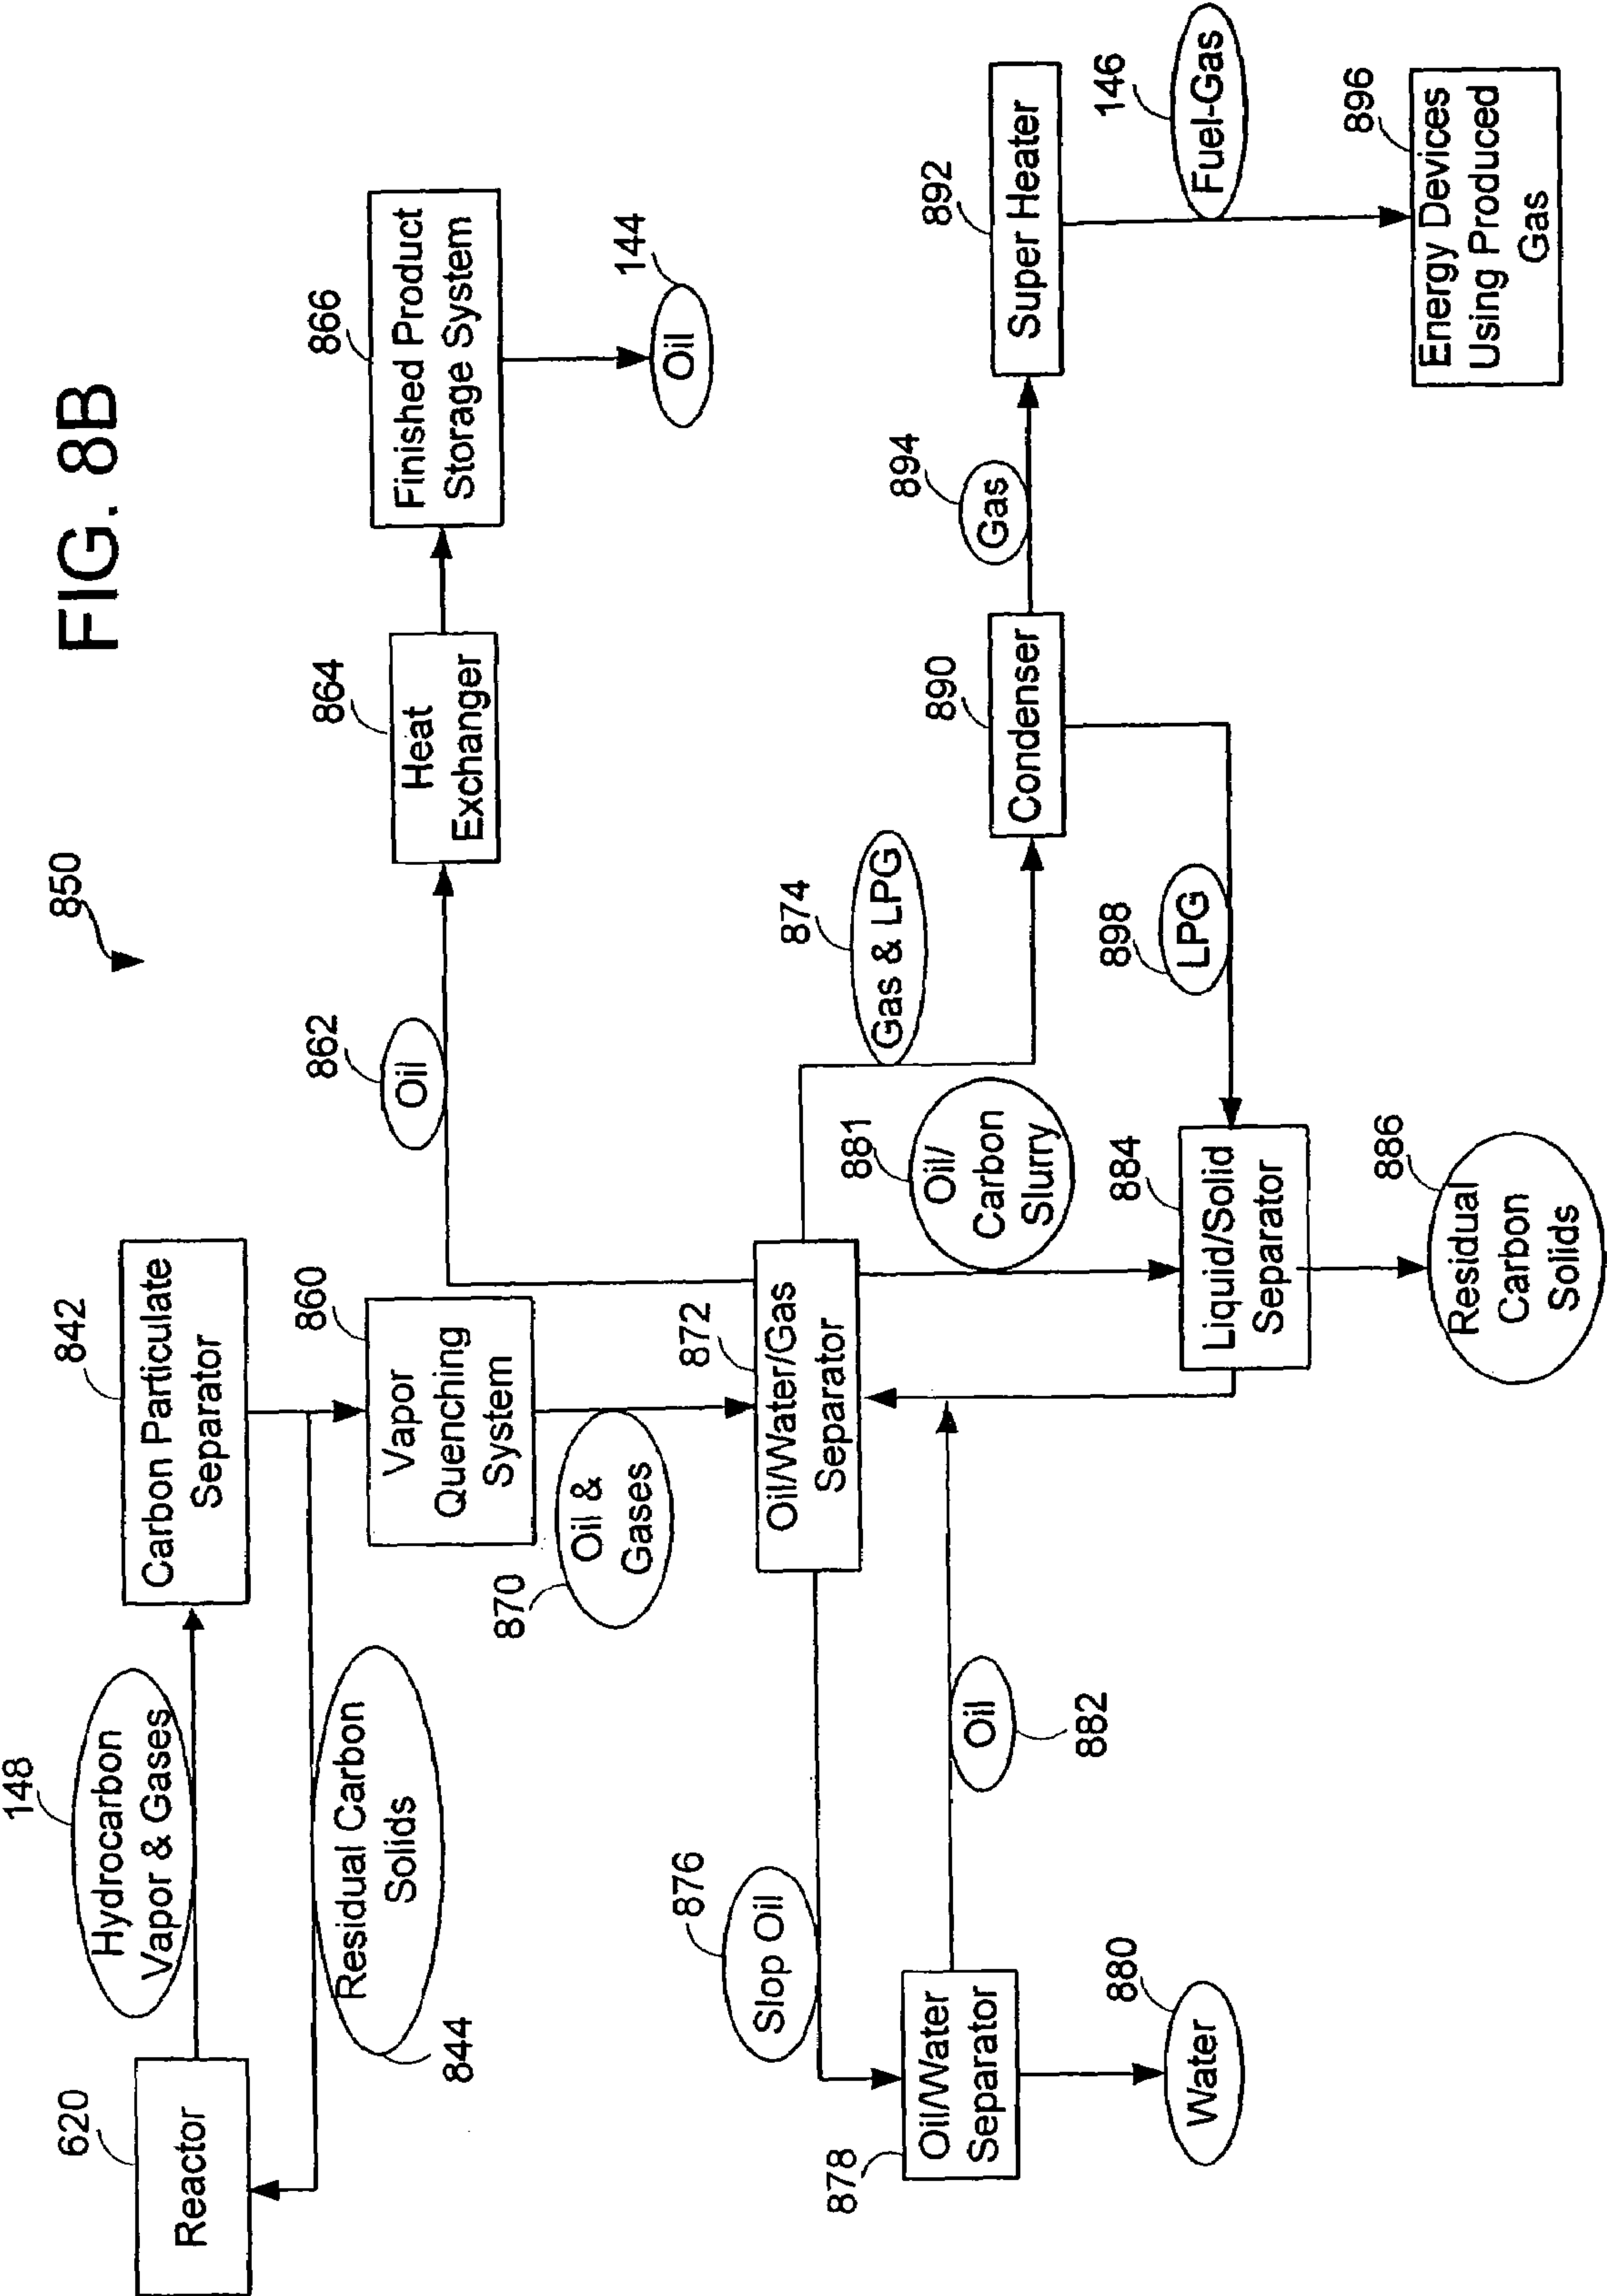 FIG. 8B
850
148
Hydrocarbon
Vapor & Gases
620
Reactor
842
Carbon Particulate
Separator
Residual Carbon
Solids
844
860
Vapor
Quenching
System
862
Oil
864
Heat
Exchanger
866
Finished Product
Storage System
144
Oil
870
Oil &
Gases
872
Oil/Water/Gas
Separator
874
Gas & LPG
876
Slop Oil
878
Oil/Water
Separator
880
Water
Oil
882
881
Oil/
Carbon
Slurry
884
Liquid/Solid
Separator
886
Residual
Carbon
Solids
890
Condenser
894
Gas
892
Super Heater
898
LPG
146
Fuel-Gas
896
Energy Devices
Using Produced
Gas